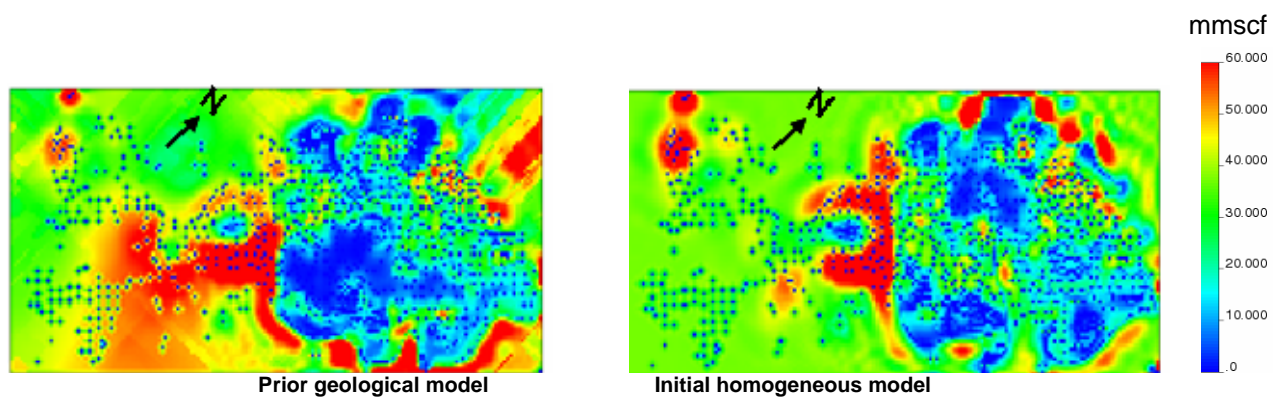 mmscf
60.000
50.000
40.000
30.000
20.000
10.000
.0
N
N
Prior geological model
Initial homogeneous model